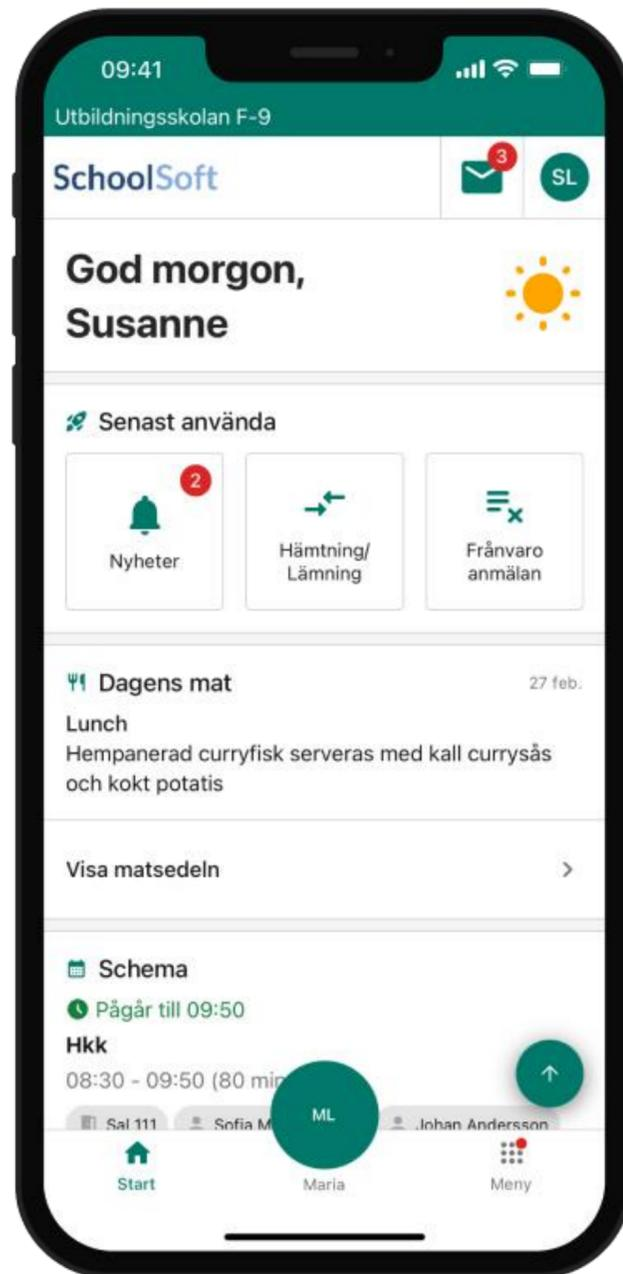 09:41
Utbildningsskolan F-9
SchoolSoft
3
SL
God morgon,
Susanne
Senast använda
2
Nyheter
Hämtning/
Lämning
Frånvaro
anmälan
Dagens mat
27 feb.
Lunch
Hempanerad curryfisk serveras med kall currysås
och kokt potatis
Visa matsedeln
Schema
Pågår till 09:50
Hkk
08:30 - 09:50 (80 min
Sal 111
Sofia M
Johan Andersson
ML
Start
Maria
Meny